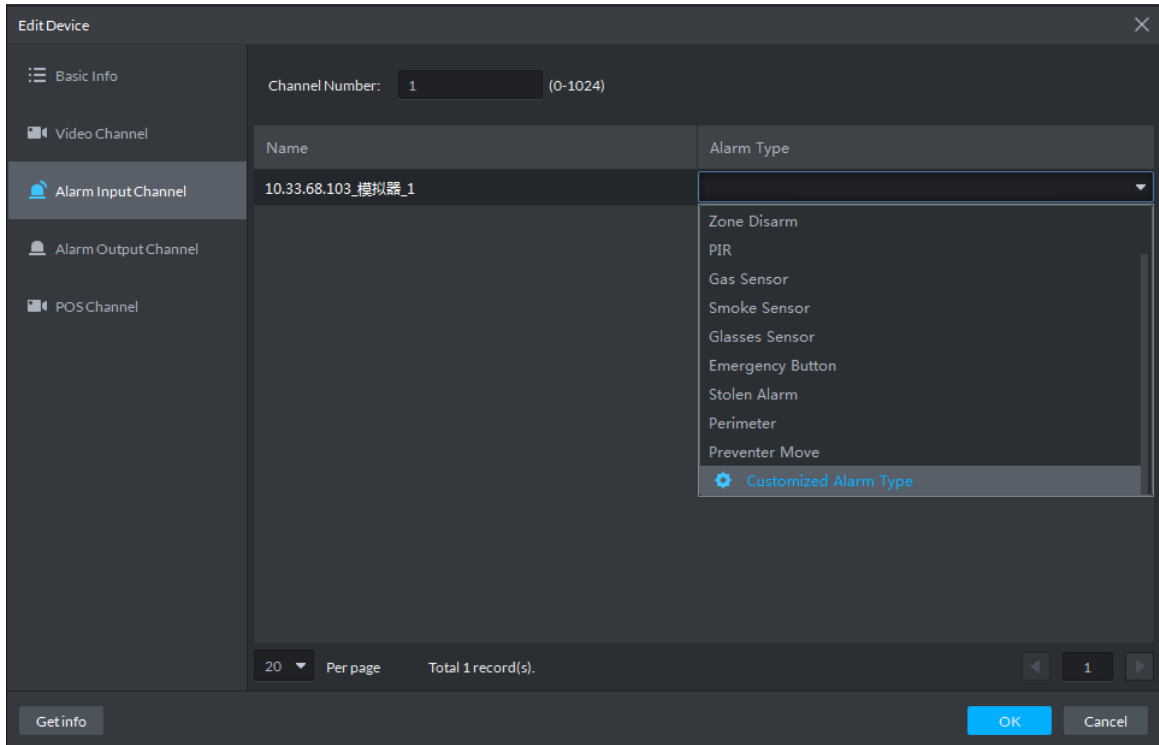 Edit Device
Basic Info
Video Channel
Alarm Input Channel
Alarm Output Channel
POS Channel
Channel Number: 1 (0-1024)
Name Alarm Type
10.33.68.103_模拟器_1
Zone Disarm
PIR
Gas Sensor
Smoke Sensor
Glasses Sensor
Emergency Button
Stolen Alarm
Perimeter
Preventer Move
Customized Alarm Type
20 Per page Total 1 record(s). 1
Get info OK Cancel